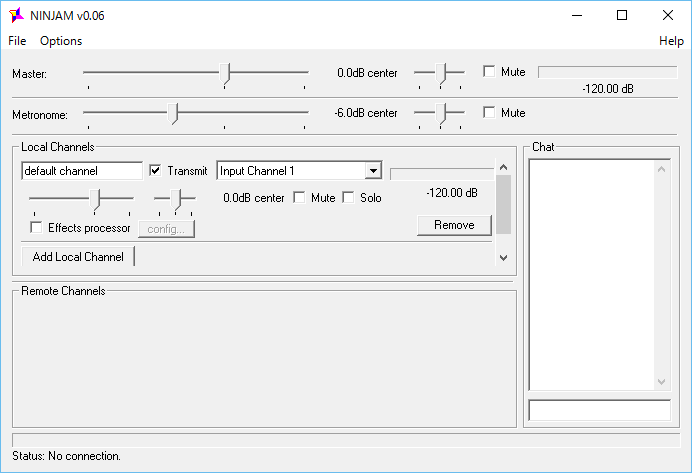 NINJAM v0.06
File Options Help
Master: 0.0dB center Mute
-120.00 dB
Metronome: -6.0dB center Mute
Local Channels
default channel Transmit Input Channel 1
0.0dB center Mute Solo -120.00 dB
Effects processor config... Remove
Add Local Channel
Remote Channels
Chat
Status: No connection.